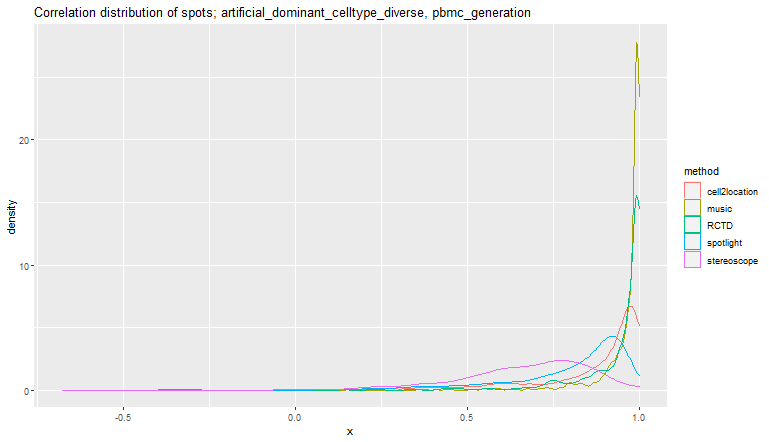 Correlation distribution of spots; artificial_dominant_celltype_diverse, pbmc_generation
density
20
10
0
-0.5
0.0
0.5
1.0
x
method
cell2location
music
RCTD
spotlight
stereoscope